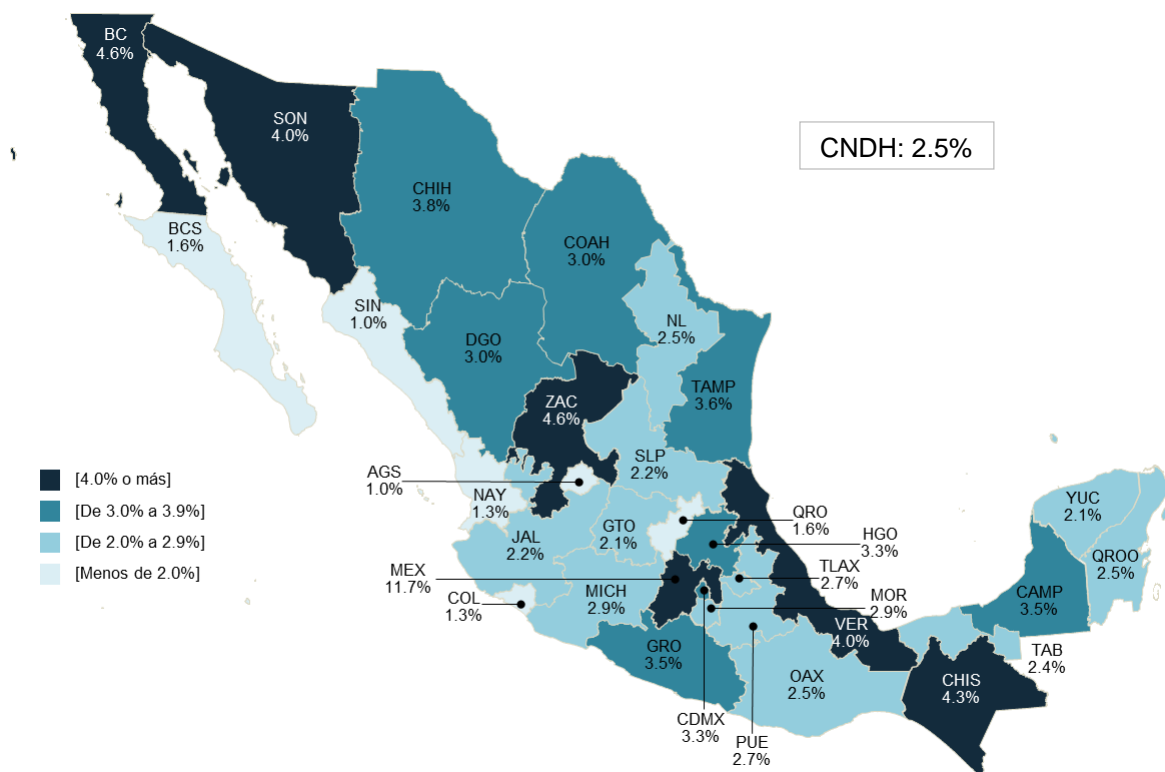 BC
4.6%
SON
4.0%
CNDH: 2.5%
CHIH
3.8%
BCS
1.6%
COAH
3.0%
SIN
1.0%
NL
2.5%
DGO
3.0%
TAMP
3.6%
ZAC
4.6%
SLP
2.2%
AGS
1.0%
[4.0% o más]
[De 3.0% a 3.9%]
[De 2.0% a 2.9%]
[Menos de 2.0%]
NAY
1.3%
QRO
1.6%
YUC
2.1%
GTO
2.1%
JAL
2.2%
HGO
3.3%
QROO
2.5%
TLAX
2.7%
MEX
11.7%
MICH
2.9%
COL
1.3%
MOR
2.9%
CAMP
3.5%
VER
4.0%
GRO
3.5%
TAB
2.4%
OAX
2.5%
CHIS
4.3%
CDMX
3.3%
PUE
2.7%